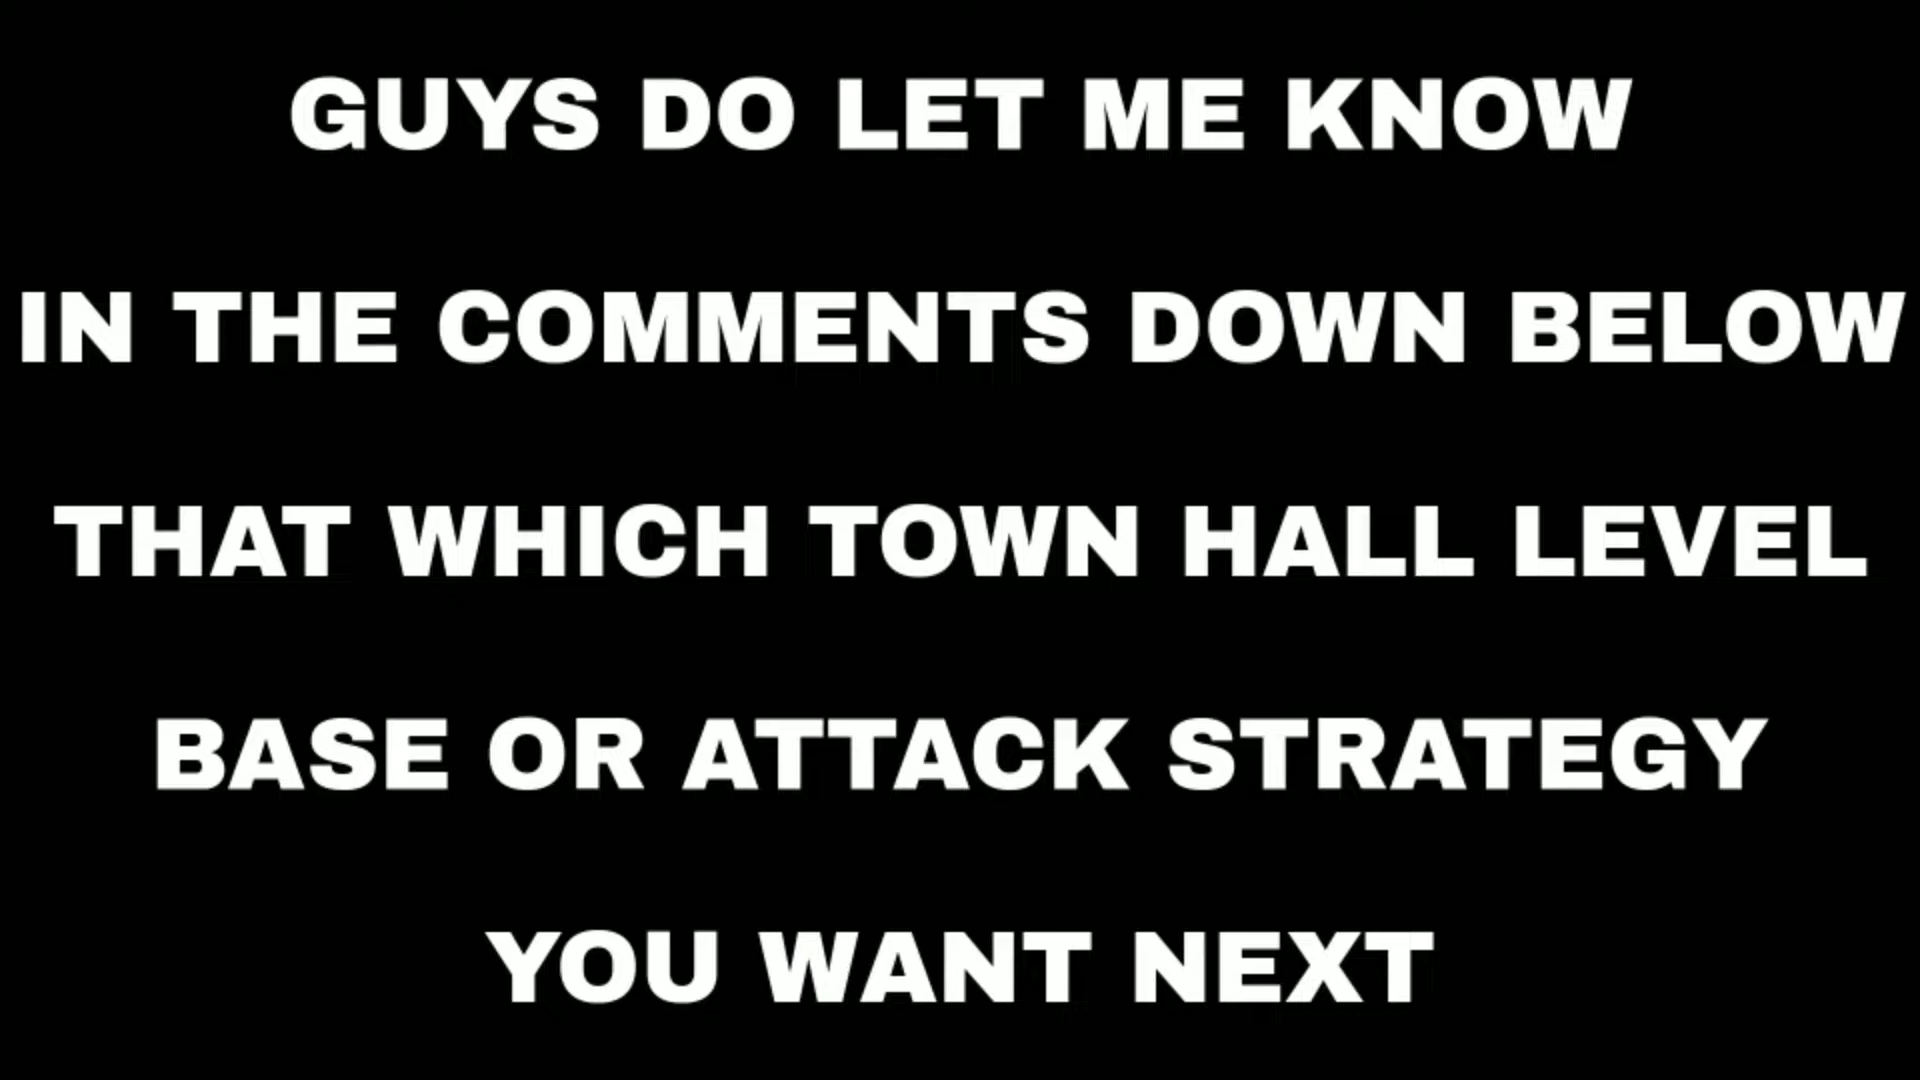 GUYS DO LET ME KNOW
IN THE COMMENTS DOWN BELOW
THAT WHICH TOWN HALL LEVEL
BASE OR ATTACK STRATEGY
YOU WANT NEXT